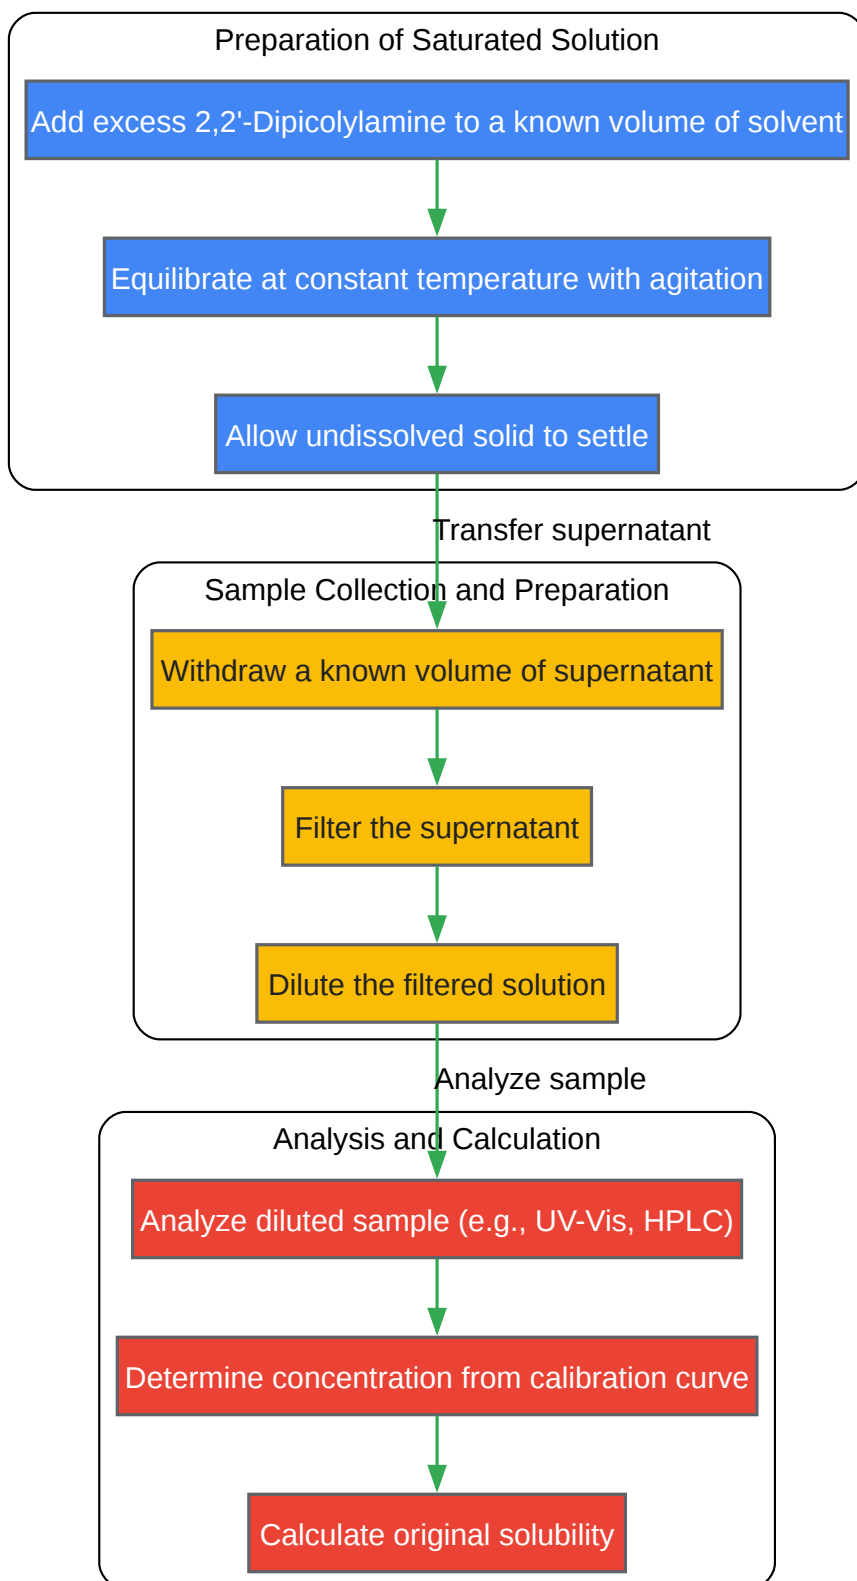 Preparation of Saturated Solution
Add excess 2,2'-Dipicolylamine to a known volume of solvent
Equilibrate at constant temperature with agitation
Allow undissolved solid to settle
Transfer supernatant
Sample Collection and Preparation
Withdraw a known volume of supernatant
Filter the supernatant
Dilute the filtered solution
Analyze sample
Analysis and Calculation
Analyze diluted sample (e.g., UV-Vis, HPLC)
Determine concentration from calibration curve
Calculate original solubility